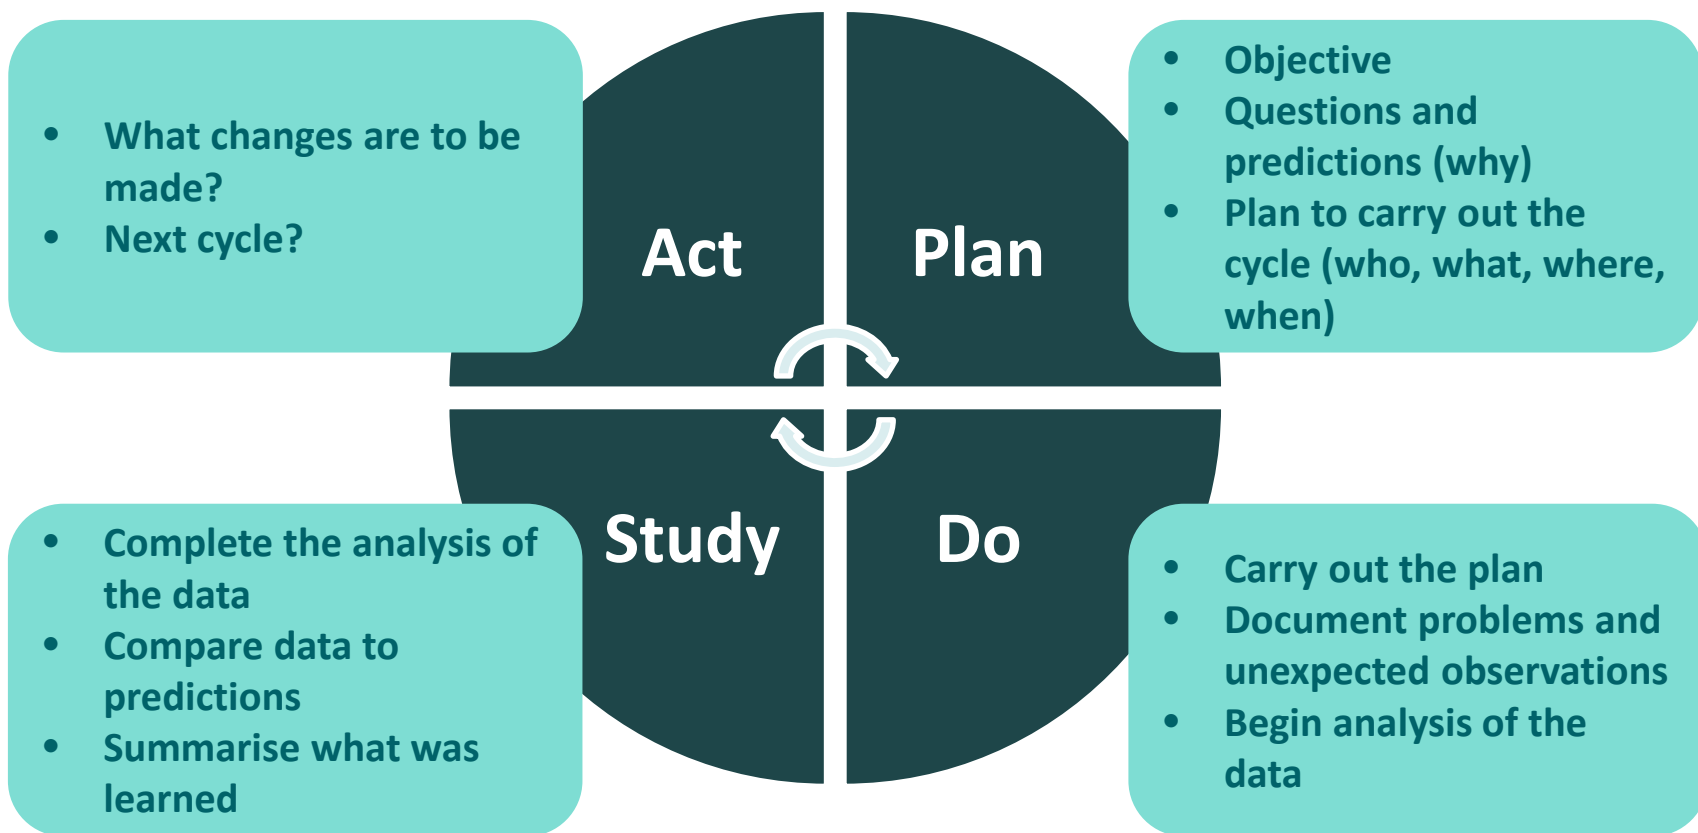 • What changes are to be
made?
• Next cycle?
Act
Plan
• Objective
• Questions and
predictions (why)
• Plan to carry out the
cycle (who, what, where,
when)
• Complete the analysis of
the data
• Compare data to
predictions
• Summarise what was
learned
Study
Do
• Carry out the plan
• Document problems and
unexpected observations
• Begin analysis of the
data